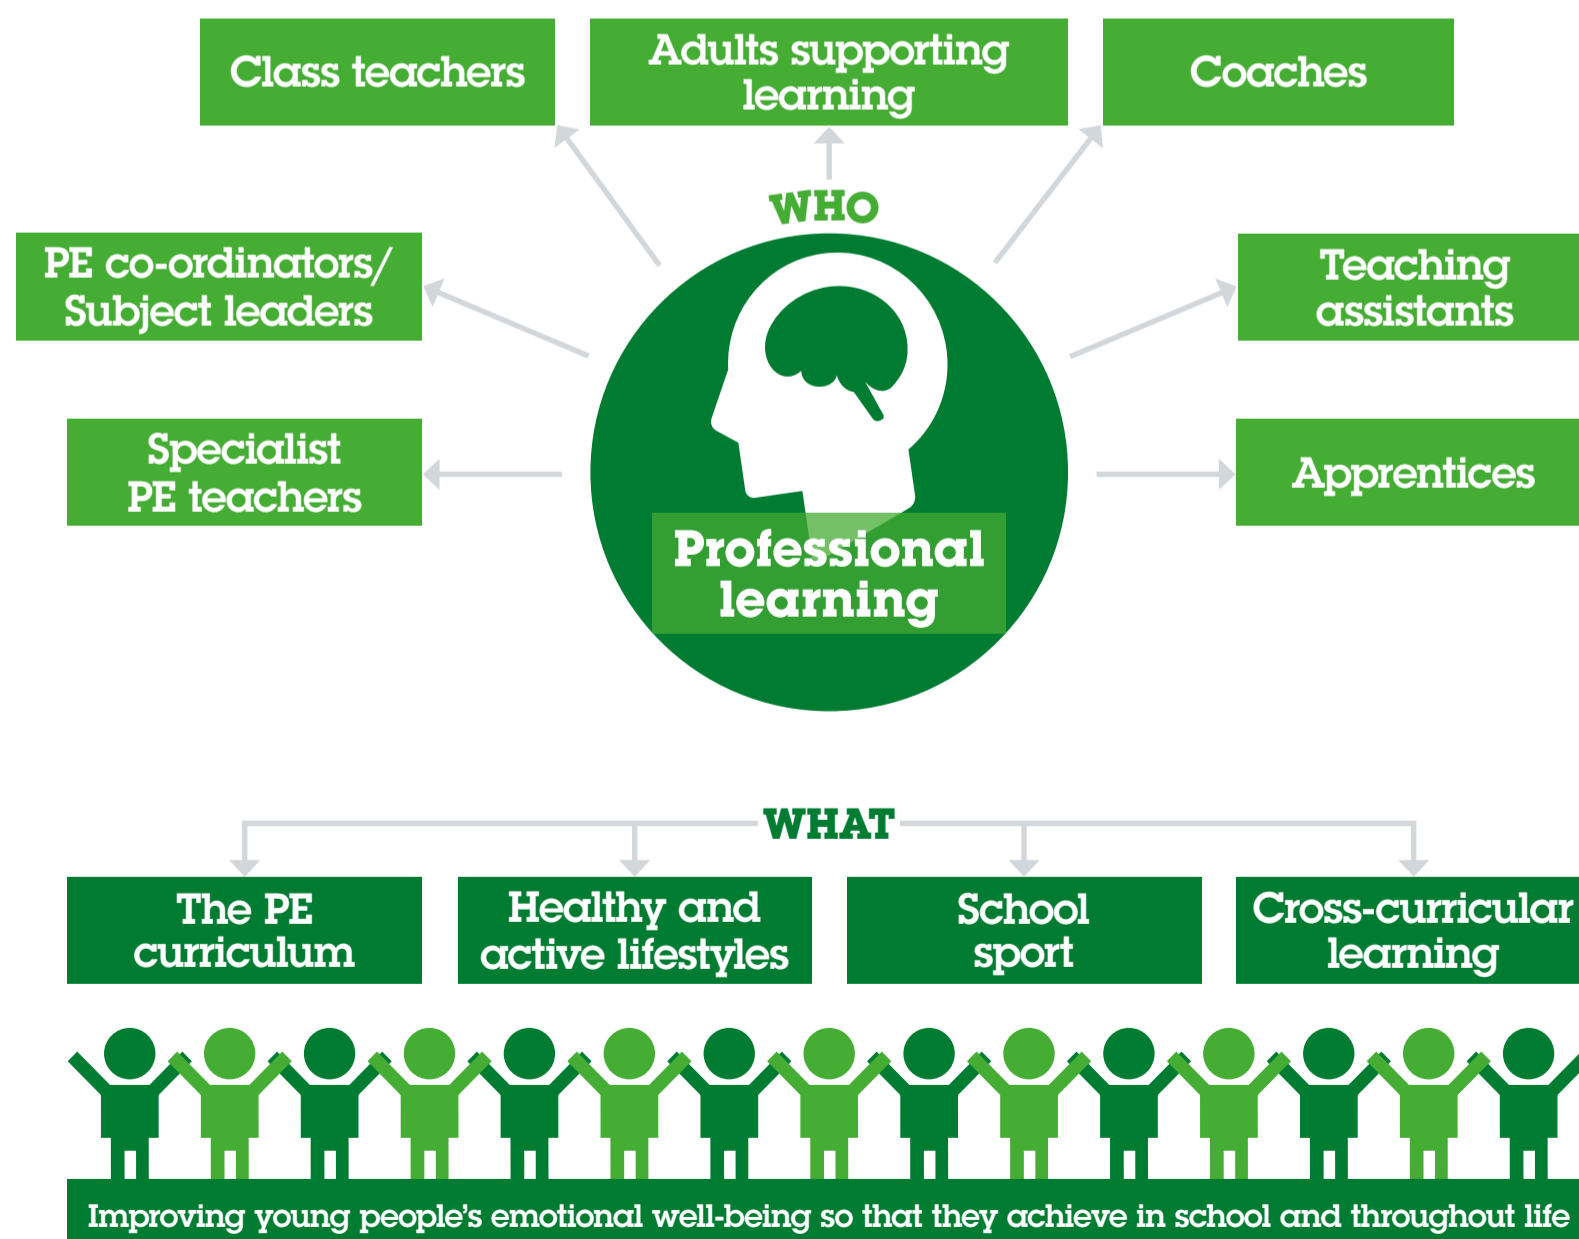 Class teachers
Adults supporting
learning
Coaches
WHO
PE co-ordinators/
Subject leaders
Teaching
assistants
Specialist
PE teachers
Apprentices
Professional
learning
WHAT
The PE
curriculum
Healthy and
active lifestyles
School
sport
Cross-curricular
learning
Improving young people’s emotional well-being so that they achieve in school and throughout life